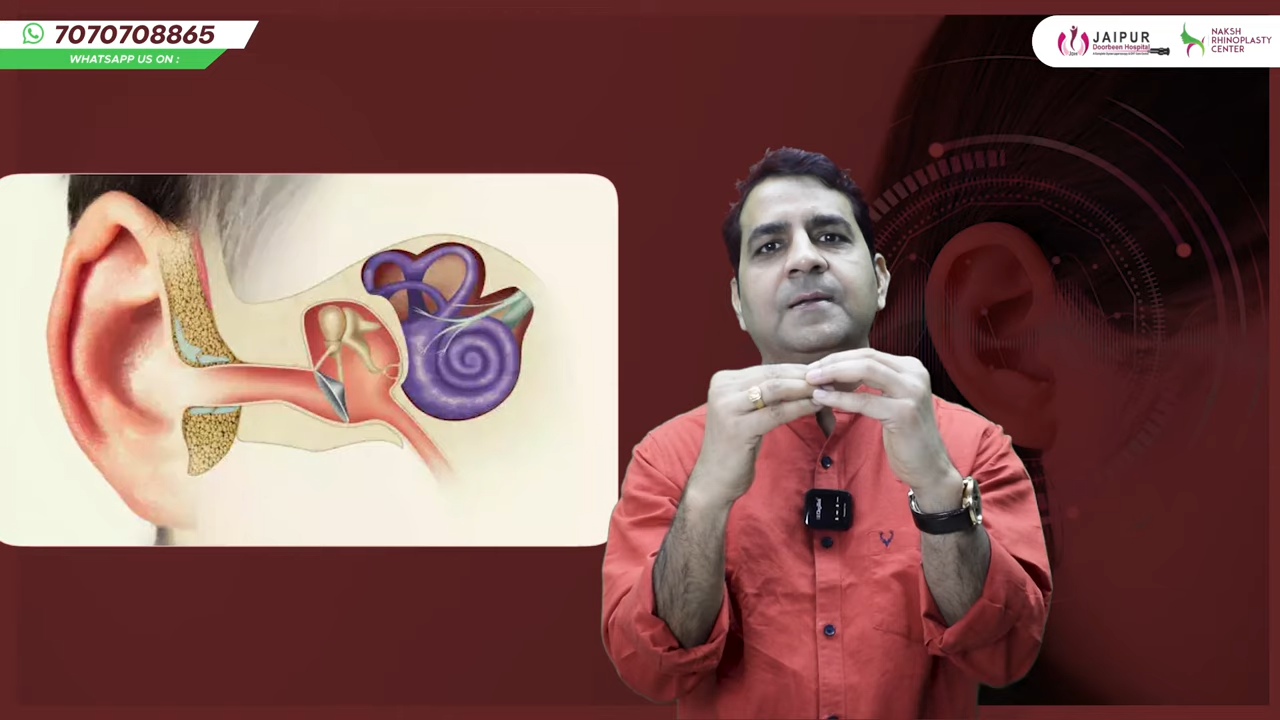 7070708865
WHATSAPP US ON :
JAIPUR
Doorbeen Hospital
NAKSH
RHINOPLASTY
CENTER